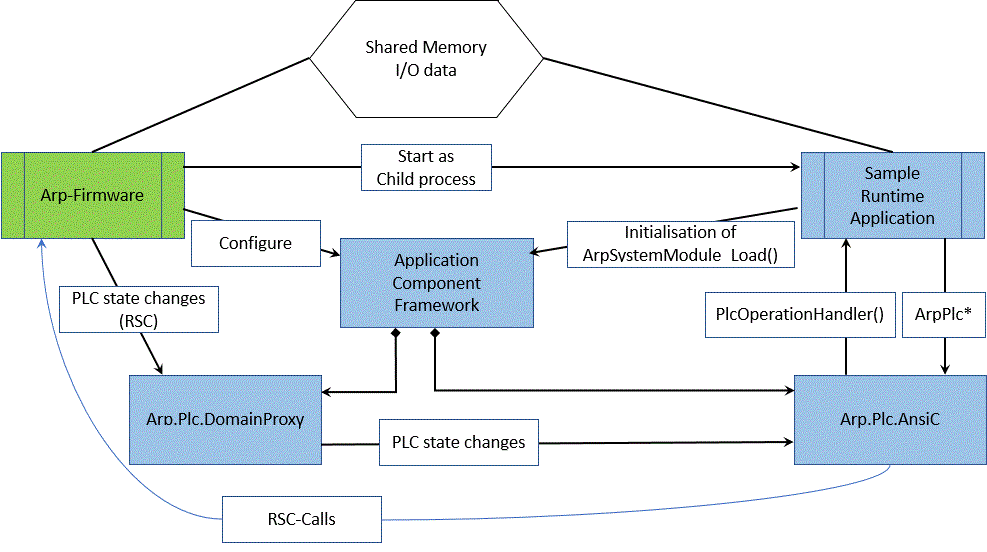 Shared Memory
I/O data
Start as
Child process
Arp-Firmware
Sample
Runtime
Application
Configure
Initialisation of
ArpSystemModule_Load()
Application
Component
Framework
PLC state changes
(RSC)
PlcOperationHandler()
ArpPlc*
Arp.Plc.DomainProxy
Arp.Plc.AnsiC
PLC state changes
RSC-Calls